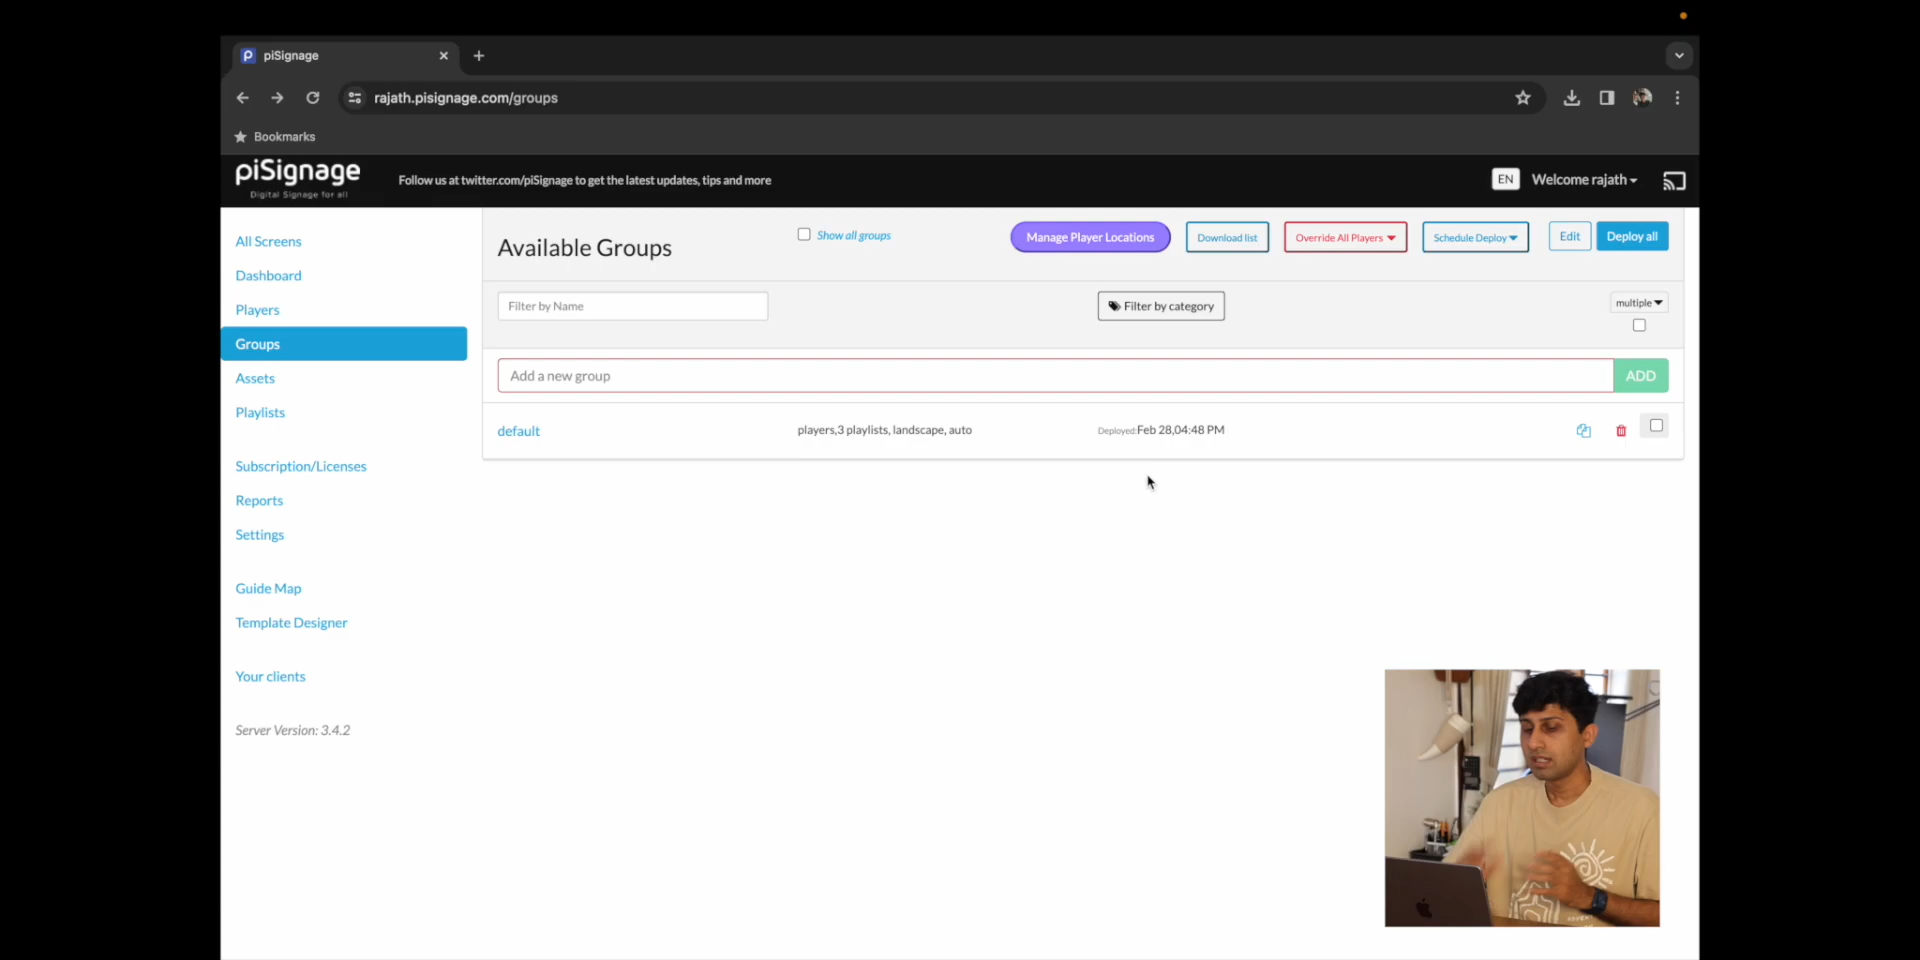 piSignage
rajath.pisignage.com/groups
Bookmarks
piSignage
Digital Signage for all
Follow us at twitter.com/piSignage to get the latest updates, tips and more
EN
Welcome rajath
All Screens
Dashboard
Players
Groups
Assets
Playlists
Subscription/Licenses
Reports
Settings
Guide Map
Template Designer
Your clients
Server Version: 3.4.2
Available Groups
Show all groups
Manage Player Locations
Download list
Override All Players
Schedule Deploy
Edit
Deploy all
Filter by Name
Filter by category
multiple
Add a new group
ADD
default
players,3 playlists, landscape, auto
Deployed:Feb 28,04:48 PM